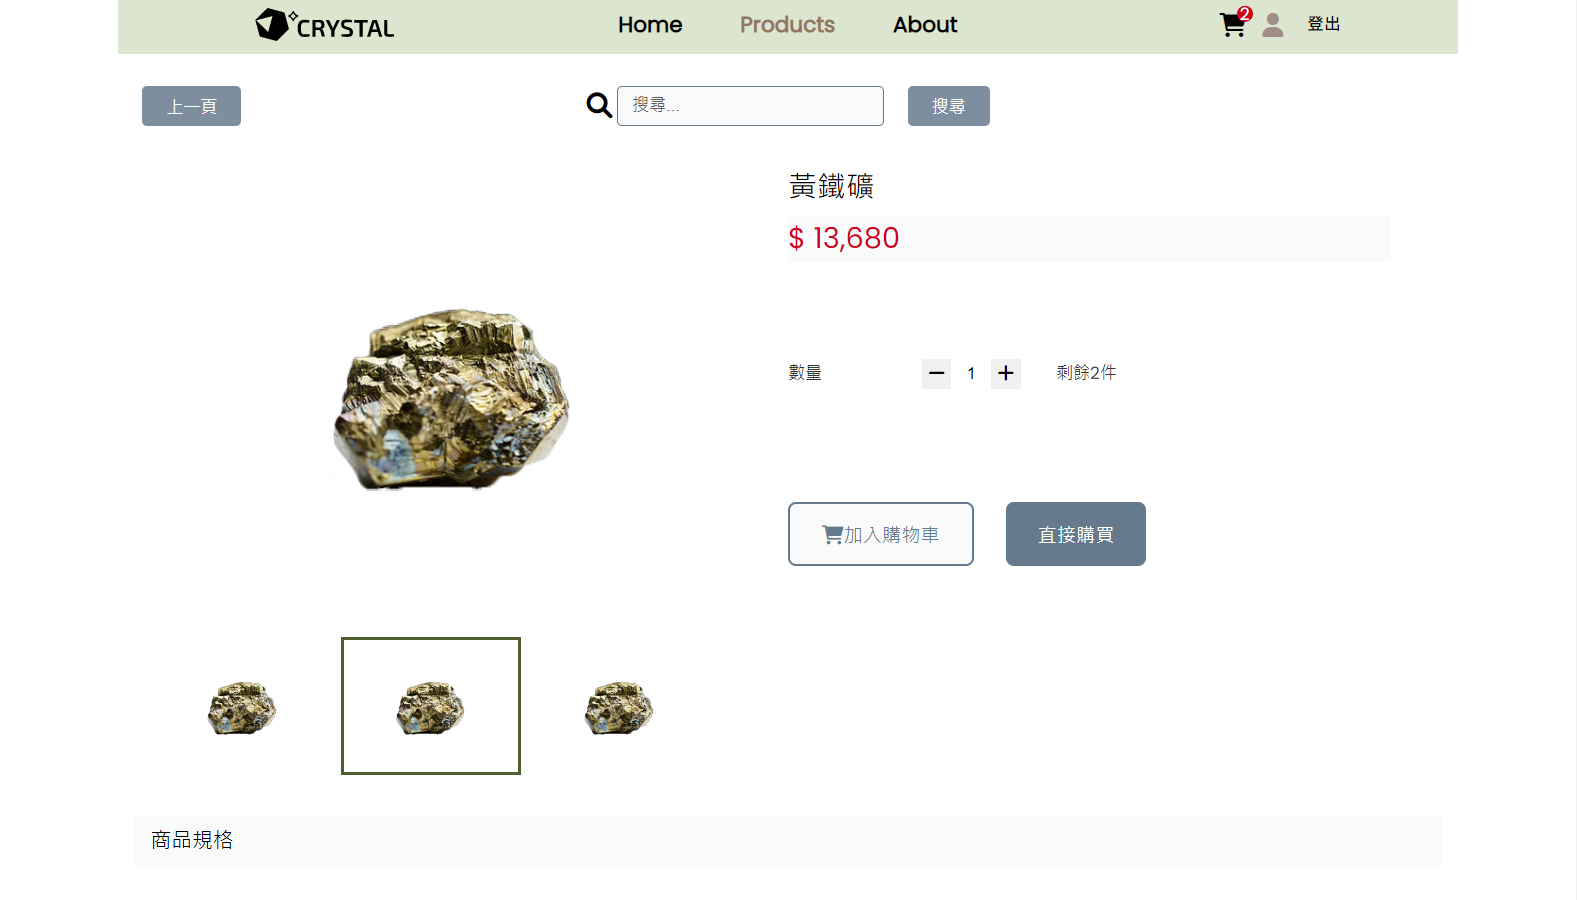 CRYSTAL
Home Products About
2
登出
上一頁
搜尋...
搜尋
黃鐵礦
$ 13,680
數量 1 剩餘2件
加入購物車 直接購買
商品規格